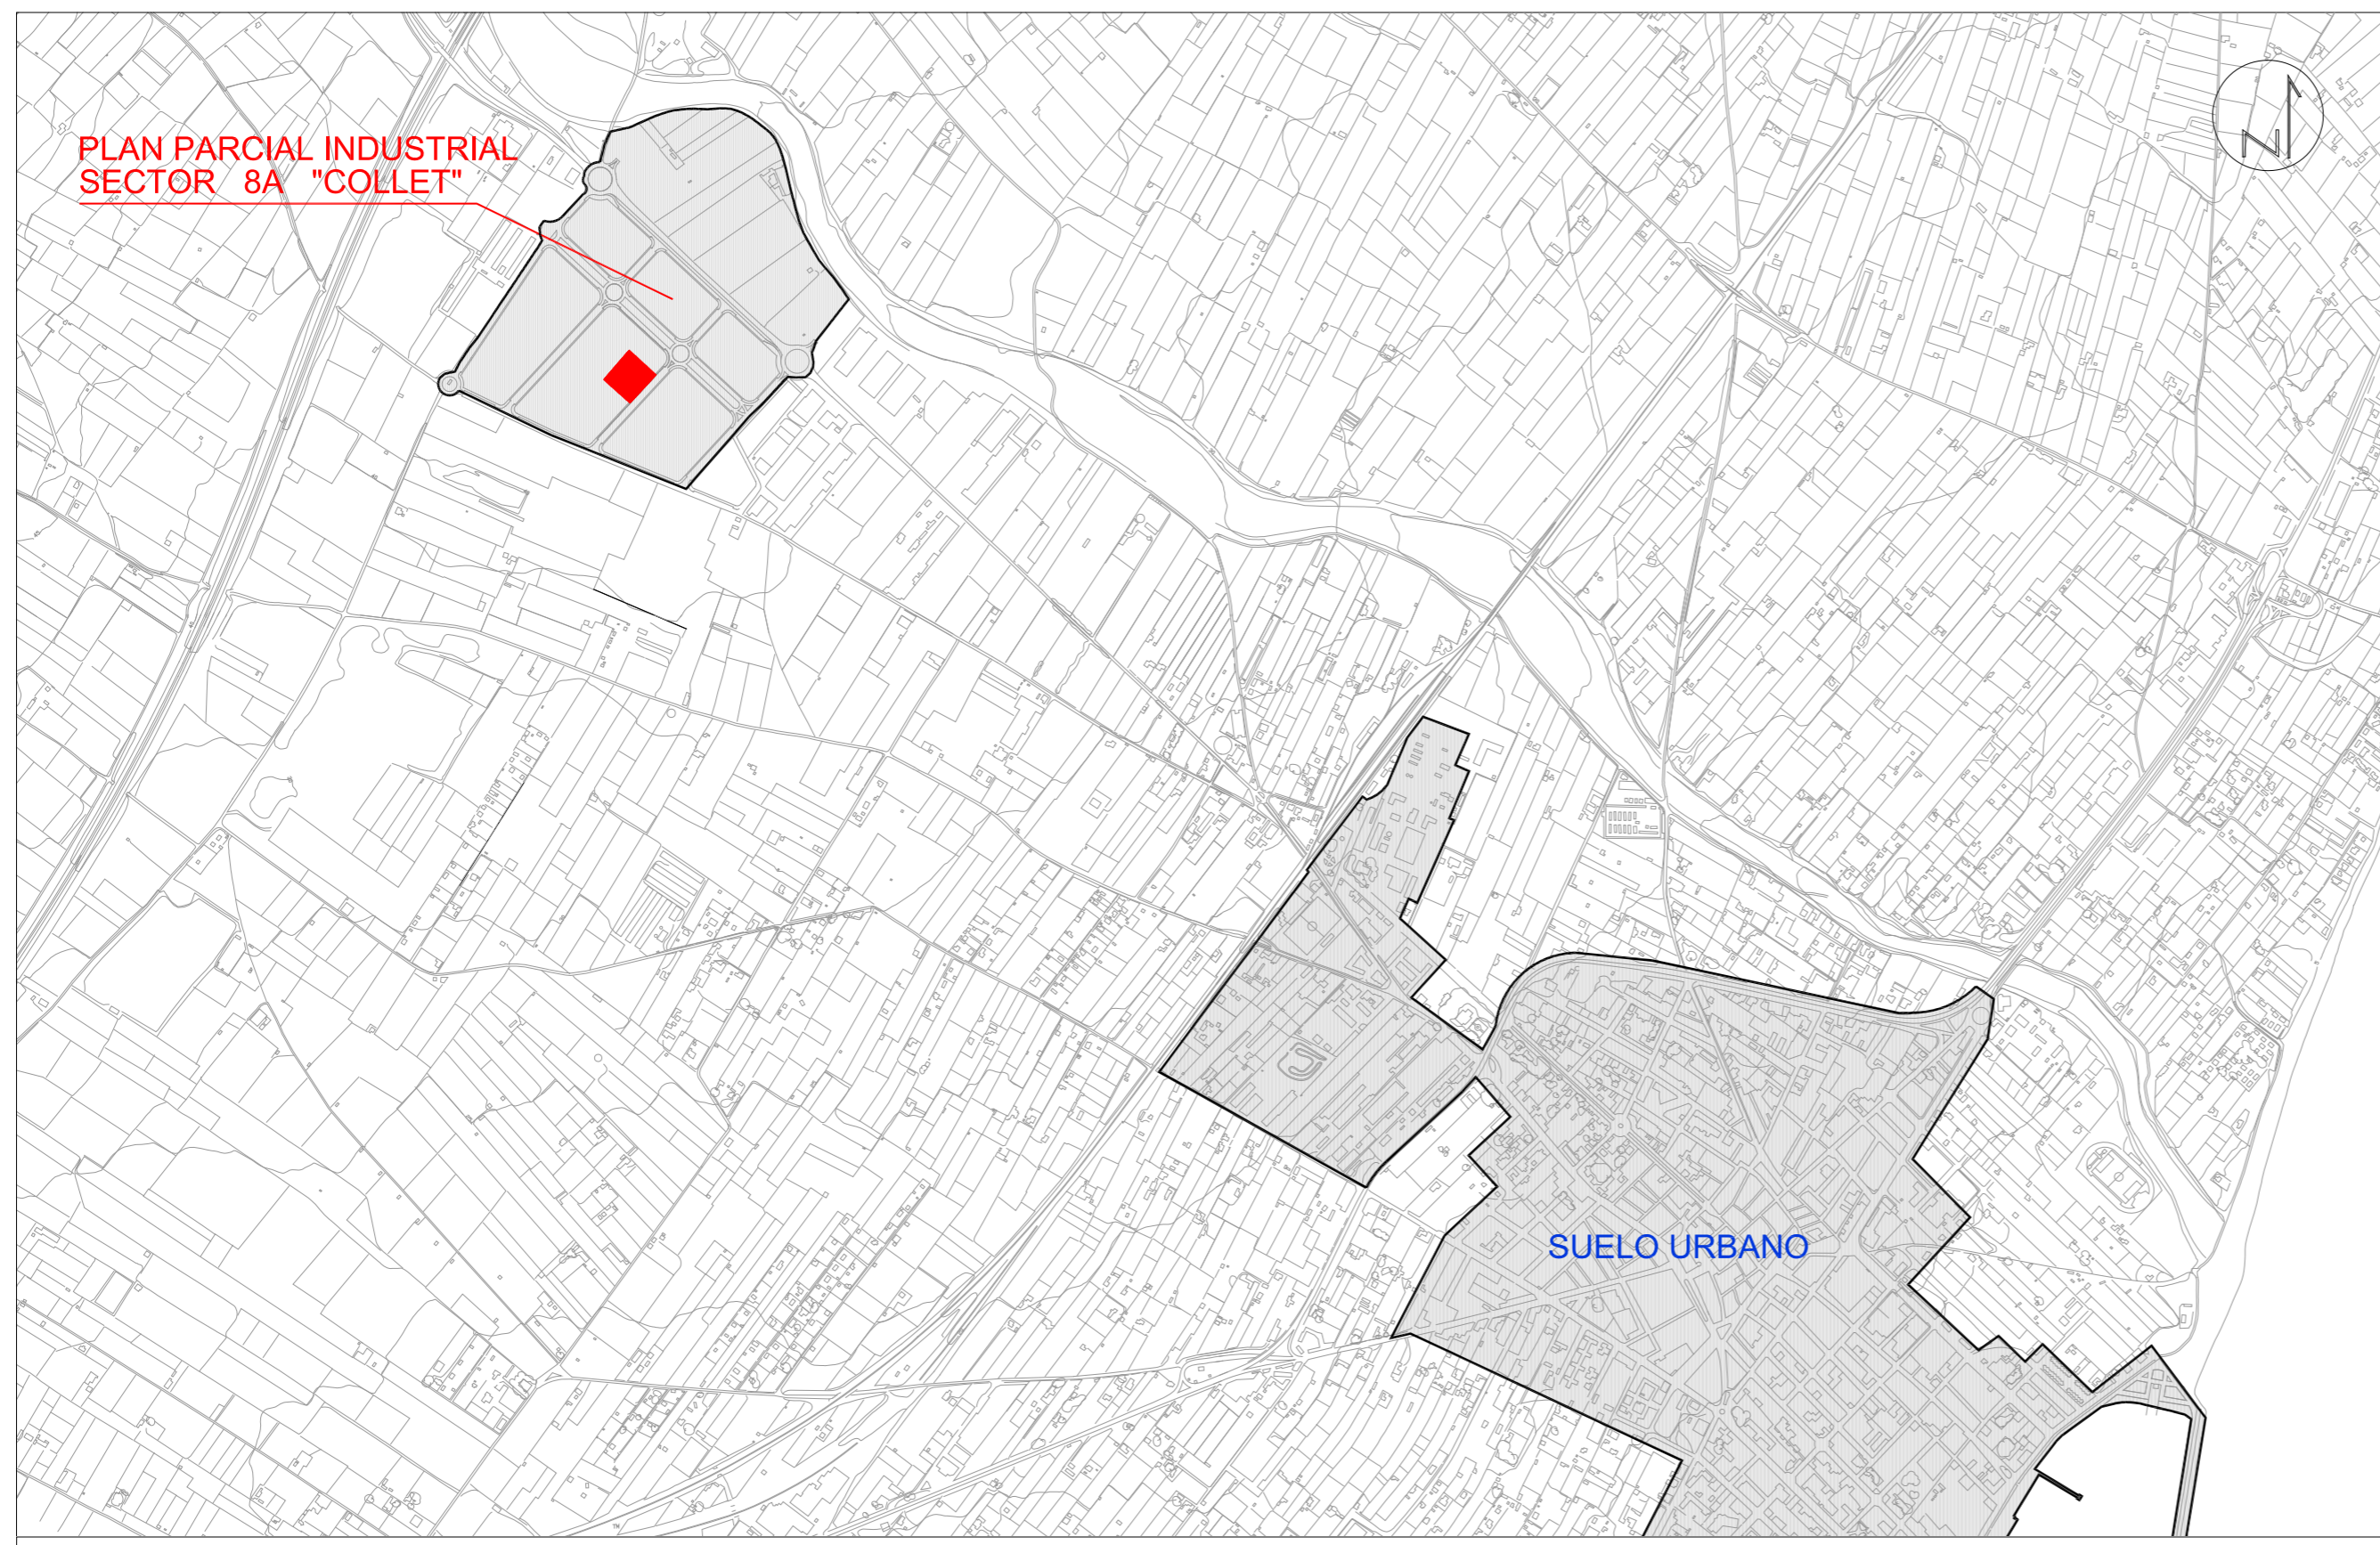 PLAN PARCIAL INDUSTRIAL
SECTOR 8A "COLLET"
N
SUELO URBANO